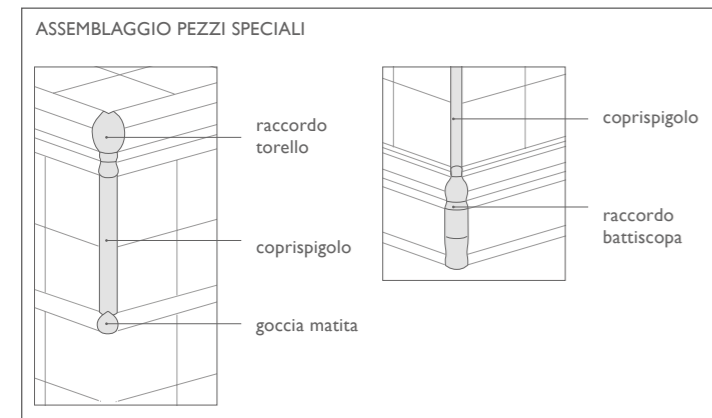 ASSEMBLAGGIO PEZZI SPECIALI
raccordo
torello
coprispigolo
goccia matita
coprispigolo
raccordo
battiscopa